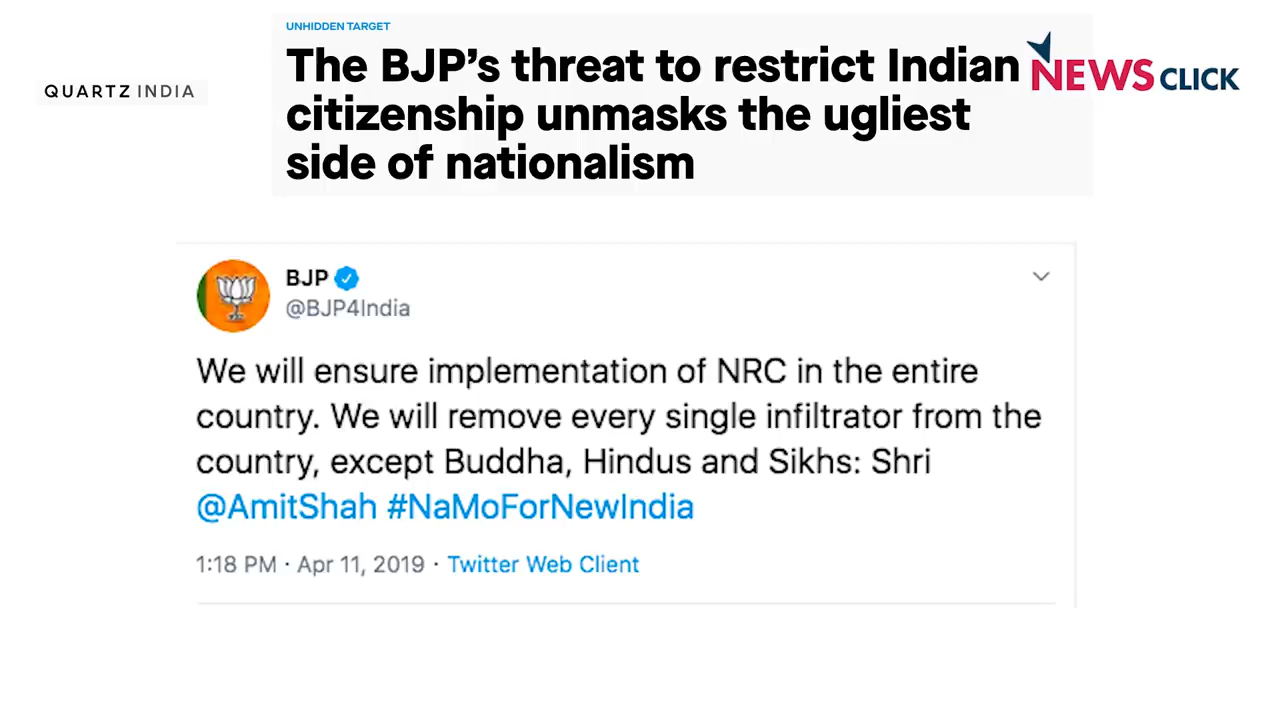 UNHIDDEN TARGET
The BJP's threat to restrict Indian
citizenship unmasks the ugliest
side of nationalism
QUARTZ INDIA
NEWS CLICK
BJP
@BJP4India
We will ensure implementation of NRC in the entire
country. We will remove every single infiltrator from the
country, except Buddha, Hindus and Sikhs: Shri
@AmitShah #NaMoForNewIndia
1:18 PM · Apr 11, 2019 · Twitter Web Client